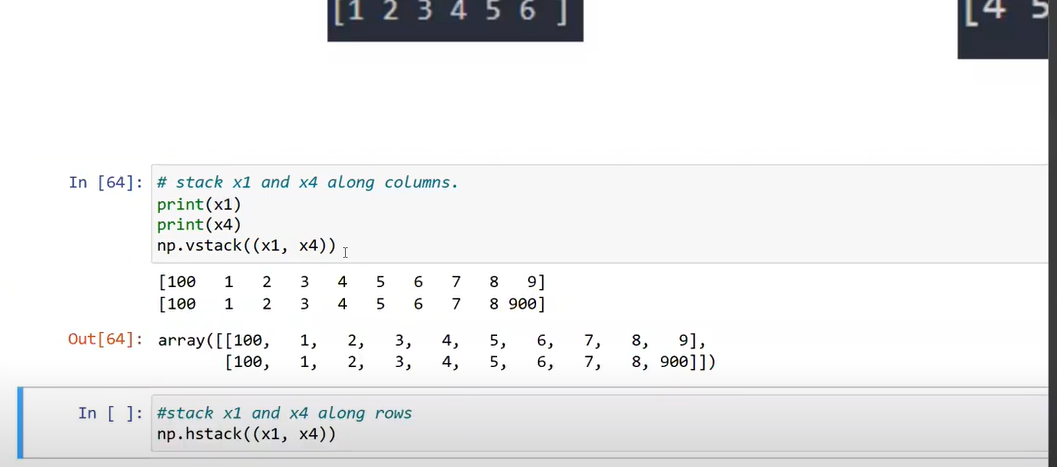 [1 2 3 4 5 6 ]
[4 5
In [64]:
# stack x1 and x4 along columns.
print(x1)
print(x4)
np.vstack((x1, x4))
[100 1 2 3 4 5 6 7 8 9]
[100 1 2 3 4 5 6 7 8 900]
Out[64]:
array([[100, 1, 2, 3, 4, 5, 6, 7, 8, 9],
[100, 1, 2, 3, 4, 5, 6, 7, 8, 900]])
In [ ]:
#stack x1 and x4 along rows
np.hstack((x1, x4))